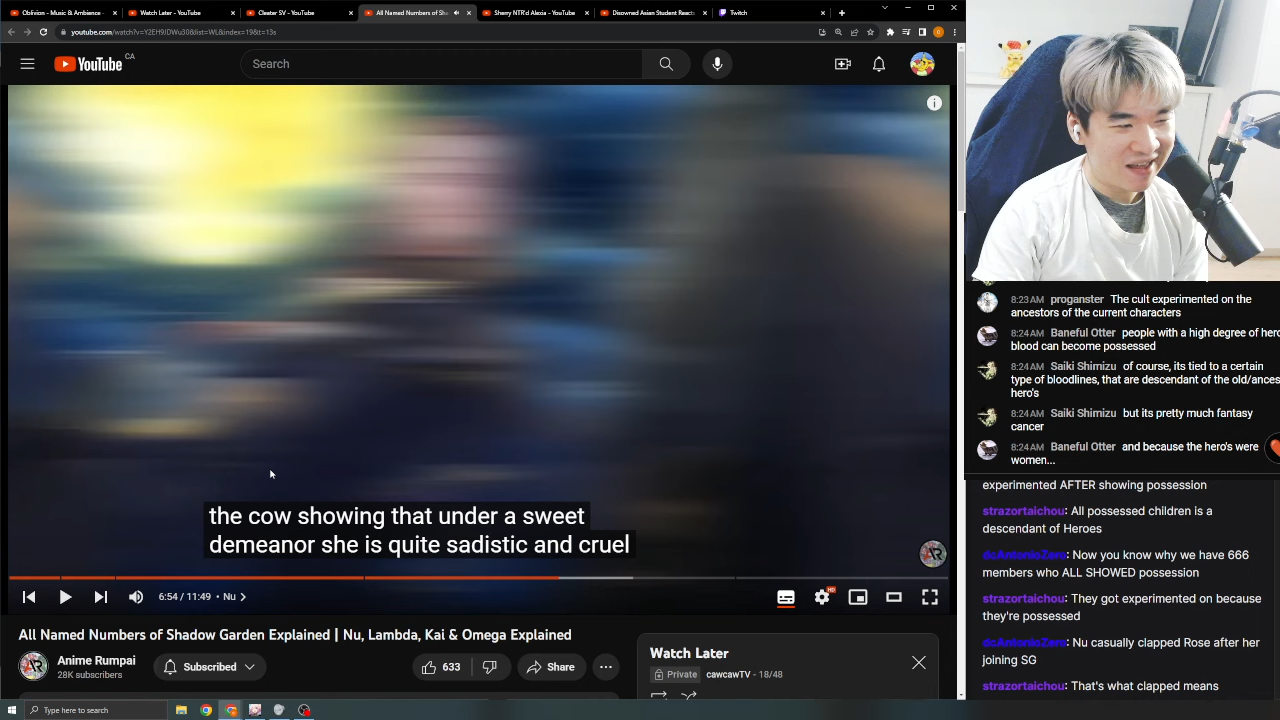 Oblivion - Music & Ambience
Watch Later - YouTube
Cleater SV - YouTube
All Named Numbers of Sh
Sherry NTR'd Alexia - YouTube
Disowned Asian Student React
Twitch
youtube.com/watch?v=Y2EH9JDWu30&list=WL&index=19&t=13s
YouTube CA
Search
the cow showing that under a sweet
demeanor she is quite sadistic and cruel
AR
6:54 / 11:49 • Nu
HD
All Named Numbers of Shadow Garden Explained | Nu, Lambda, Kai & Omega Explained
Anime Rumpai
28K subscribers
Subscribed
633
Share
Watch Later
Private
cawcawTV - 18/48
Type here to search
8:23 AM proganster The cult experimented on the
ancestors of the current characters
8:24 AM Baneful Otter people with a high degree of hero
blood can become possessed
8:24 AM Saiki Shimizu of course, its tied to a certain
type of bloodlines, that are descendant of the old/ances
hero's
8:24 AM Saiki Shimizu but its pretty much fantasy
cancer
8:24 AM Baneful Otter and because the hero's were
women...
experimented AFTER showing possession
strazortaichou: All possessed children is a
descendant of Heroes
deAntonioZero: Now you know why we have 666
members who ALL SHOWED possession
strazortaichou: They got experimented on because
they're possessed
deAntonioZero: Nu casually clapped Rose after her
joining SG
strazortaichou: That's what clapped means